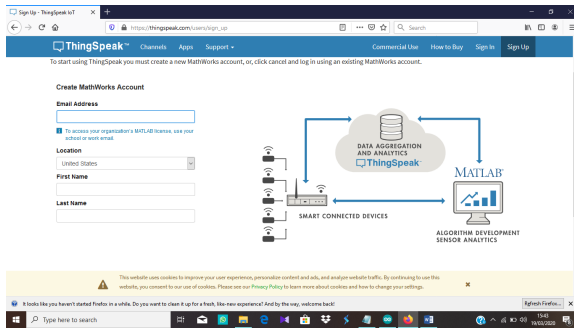 Sign Up - ThingSpeak IoT
https://thingspeak.com/users/sign_up
Search
ThingSpeak™ Channels Apps Support Commercial Use How to Buy Sign In Sign Up
To start using ThingSpeak you must create a new MathWorks account, or, click cancel and log in using an existing MathWorks account.
Create MathWorks Account
Email Address
To access your organization's MATLAB license, use your
school or work email.
Location
United States
First Name
Last Name
DATA AGGREGATION
AND ANALYTICS
ThingSpeak
MATLAB
SMART CONNECTED DEVICES
ALGORITHM DEVELOPMENT
SENSOR ANALYTICS
This website uses cookies to improve your user experience, personalize content and ads, and analyze website traffic. By continuing to use this
website, you consent to our use of cookies. Please see our Privacy Policy to learn more about cookies and how to change your settings.
It looks like you haven't started Firefox in a while. Do you want to clean it up for a fresh, like-new experience? And by the way, welcome back!
Refresh Firefox...
Type here to search
15:43
19/03/2020